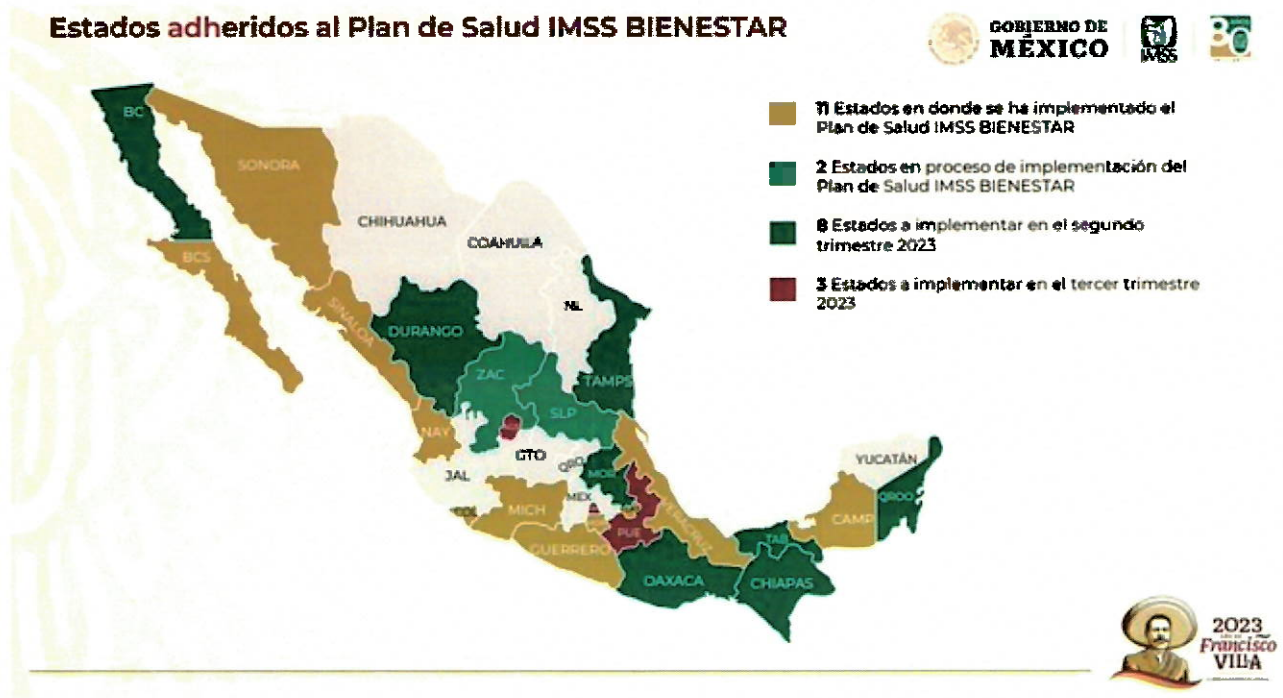 Estados adheridos al Plan de Salud IMSS BIENESTAR
GOBIERNO DE
MÉXICO
IMSS
80
11 Estados en donde se ha implementado el
Plan de Salud IMSS BIENESTAR
2 Estados en proceso de implementación del
Plan de Salud IMSS BIENESTAR
8 Estados a implementar en el segundo
trimestre 2023
3 Estados a implementar en el tercer trimestre
2023
BC
SONORA
CHIHUAHUA
COAHUILA
BCS
SINALOA
NL
DURANGO
ZAC
TAMPS
SLP
NAY
GTO
QRO
JAL
MOR
YUCATÁN
MEX
QROO
COL
MICH
VERACRUZ
CAMP
PUE
TAB
GUERRERO
OAXACA
CHIAPAS
2023
Francisco
VILLA